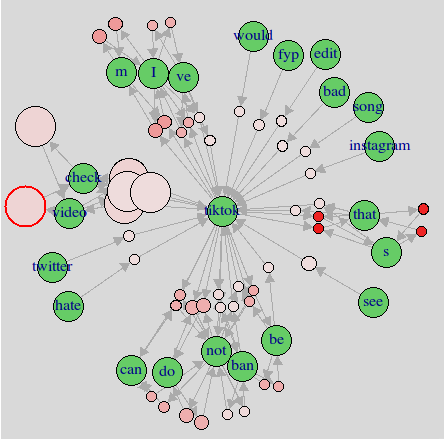 would
fyp
edit
m
I
ve
bad
song
instagram
check
video
tiktok
that
s
twitter
hate
see
be
not
ban
can
do